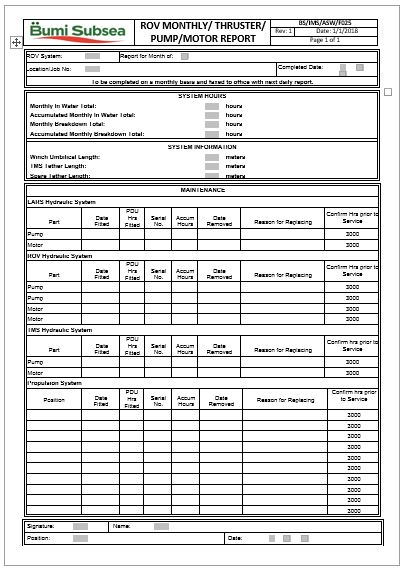 Bumi Subsea
ROV MONTHLY/ THRUSTER/
PUMP/MOTOR REPORT
BS/IMS/ASW/F025
Rev: 1 Date: 1/1/2018
Page 1 of 1
ROV System: Report for Month of:
Location/Job No: Completed Date:
To be completed on a monthly basis and faxed to office with next daily report.
SYSTEM HOURS
Monthly In Water Total: hours
Accumulated Monthly In Water Total: hours
Monthly Breakdown Total: hours
Accumulated Monthly Breakdown Total: hours
SYSTEM INFORMATION
Winch Umbilical Length: meters
TMS Tether Length: meters
Spare Tether Length: meters
MAINTENANCE
LARS Hydraulic System
Part Date Fitted PDU Hrs Fitted Serial No. Accum Hours Date Removed Reason for Replacing Confirm Hrs prior to Service
Pump 3000
Motor 3000
ROV Hydraulic System
Part Date Fitted PDU Hrs Fitted Serial No. Accum Hours Date Removed Reason for Replacing Confirm Hrs prior to Service
Pump 3000
Pump 3000
Motor 3000
Motor 3000
TMS Hydraulic System
Part Date Fitted PDU Hrs Fitted Serial No. Accum Hours Date Removed Reason for Replacing Confirm Hrs prior to Service
Pump 3000
Motor 3000
Propulsion System
Position Date Fitted PDU Hrs Fitted Serial No. Accum Hours Date Removed Reason for Replacing Confirm hrs prior to Service
2000
2000
2000
2000
2000
2000
2000
2000
2000
2000
Signature: Name:
Position: Date: